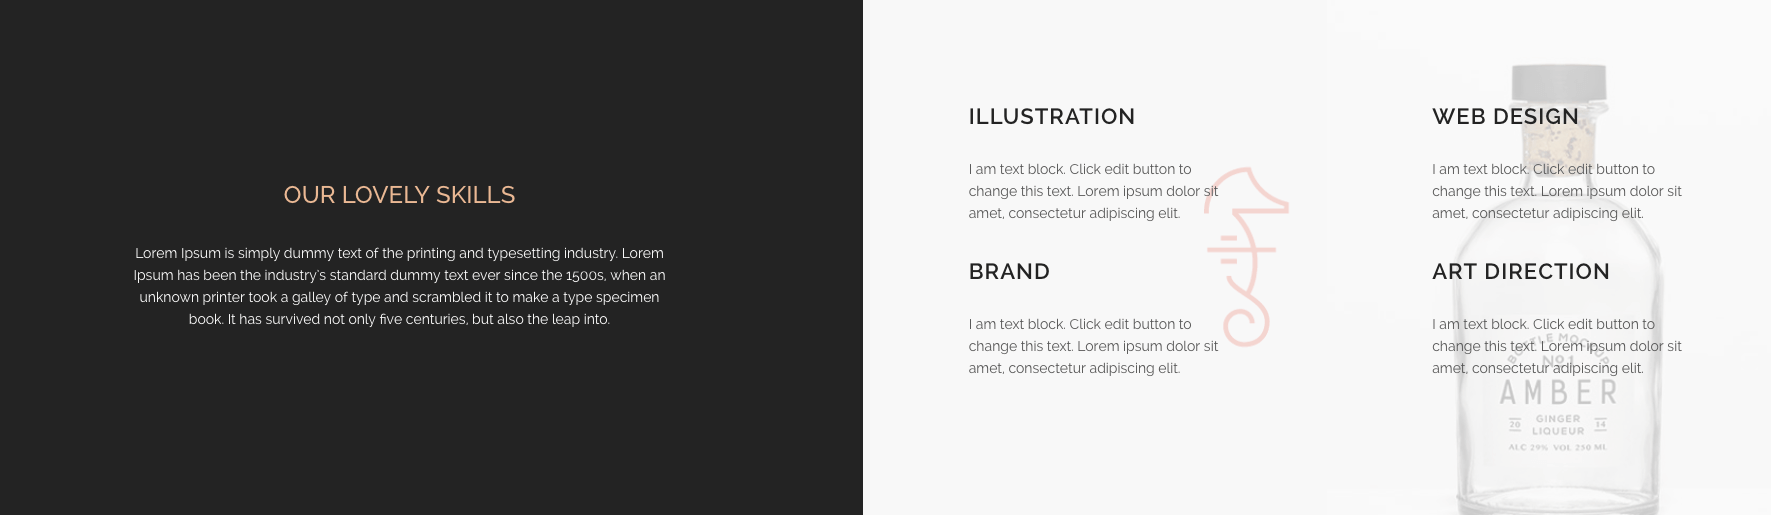 OUR LOVELY SKILLS
Lorem Ipsum is simply dummy text of the printing and typesetting industry. Lorem
Ipsum has been the industry's standard dummy text ever since the 1500s, when an
unknown printer took a galley of type and scrambled it to make a type specimen
book. It has survived not only five centuries, but also the leap into.
ILLUSTRATION
I am text block. Click edit button to
change this text. Lorem ipsum dolor sit
amet, consectetur adipiscing elit.
WEB DESIGN
I am text block. Click edit button to
change this text. Lorem ipsum dolor sit
amet, consectetur adipiscing elit.
BRAND
I am text block. Click edit button to
change this text. Lorem ipsum dolor sit
amet, consectetur adipiscing elit.
ART DIRECTION
I am text block. Click edit button to
change this text. Lorem ipsum dolor sit
amet, consectetur adipiscing elit.
BOTTLE MOCKUP
Nº1
AMBER
20 GINGER 14
LIQUEUR
ALC 29% VOL 250 ML